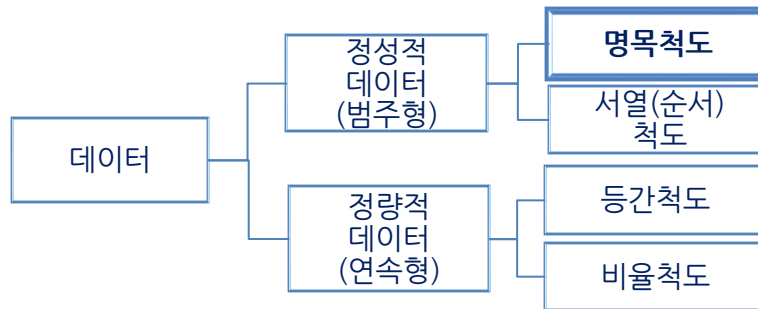 데이터
정성적
데이터
(범주형)
명목척도
서열(순서)
척도
정량적
데이터
(연속형)
등간척도
비율척도